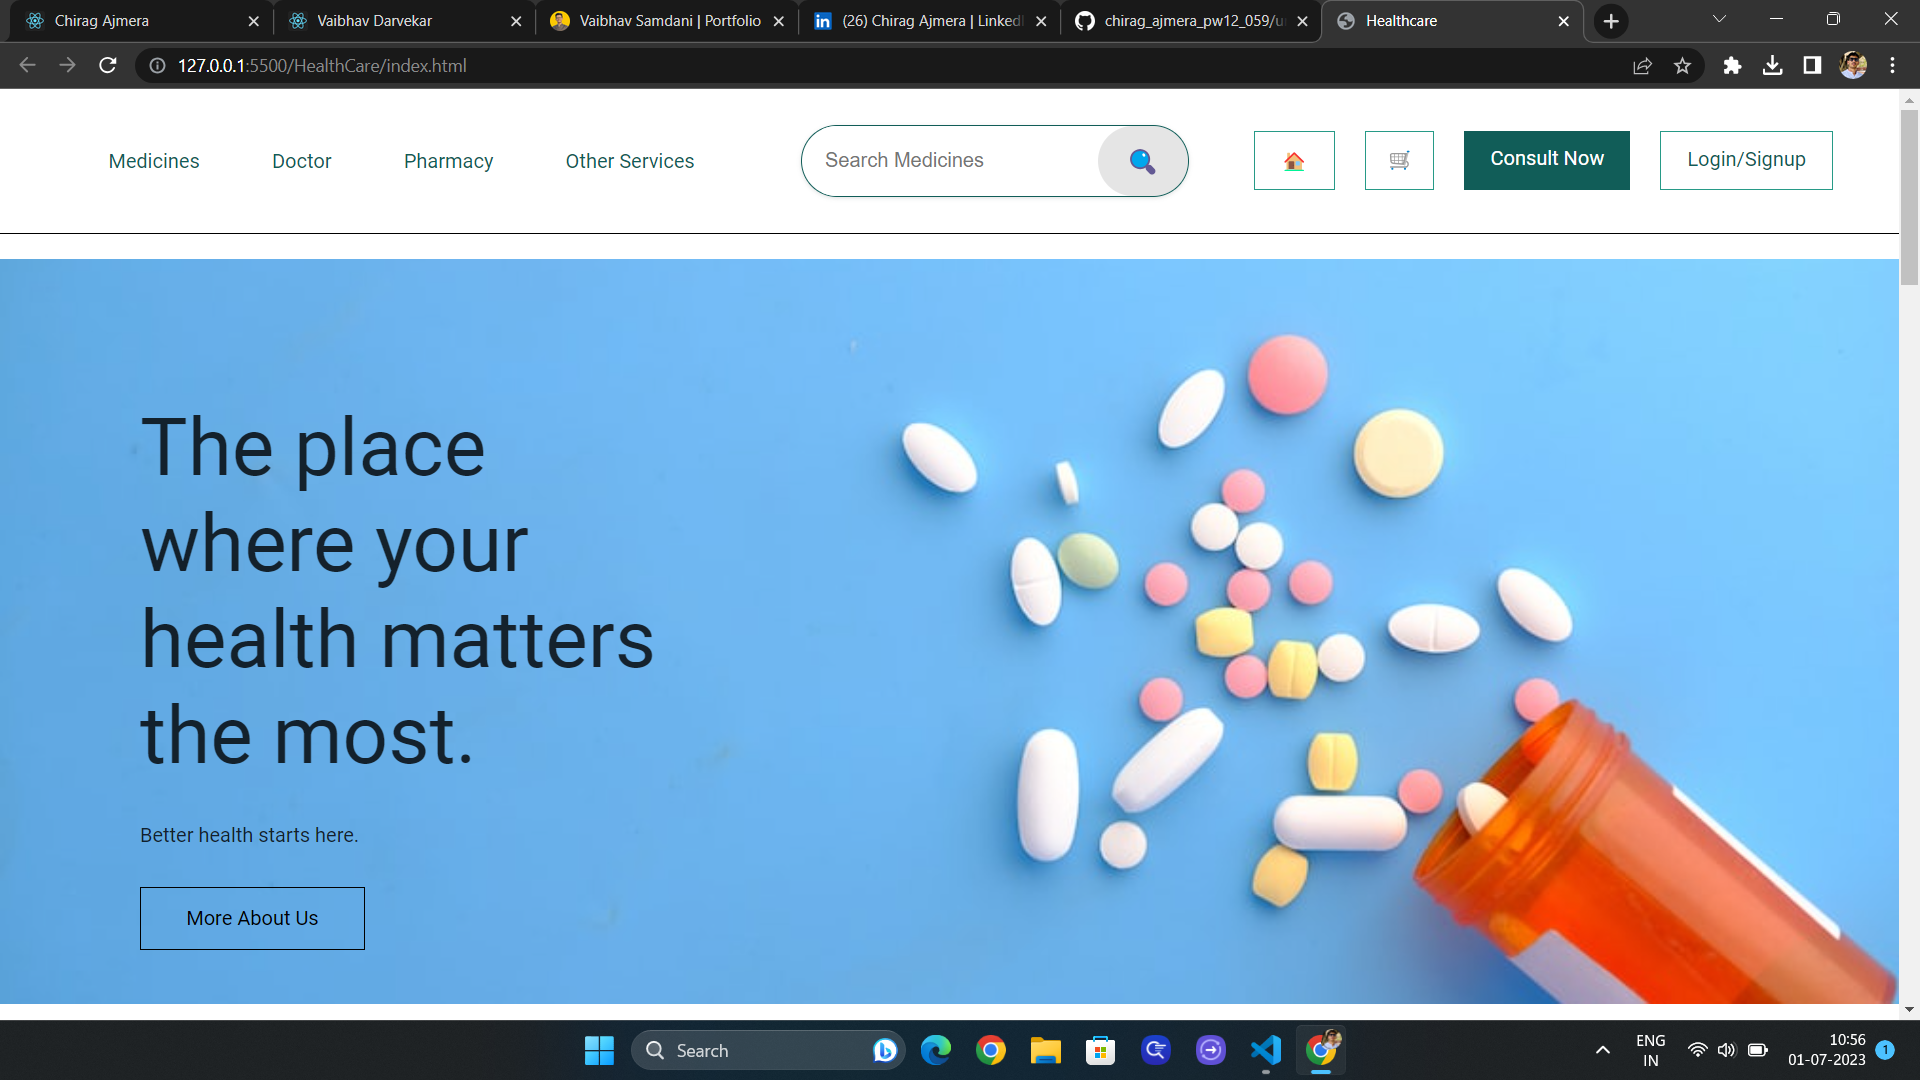 Chirag Ajmera
Vaibhav Darvekar
Vaibhav Samdani | Portfolio
(26) Chirag Ajmera | LinkedI
chirag_ajmera_pw12_059/u
Healthcare
127.0.0.1:5500/HealthCare/index.html
Medicines
Doctor
Pharmacy
Other Services
Search Medicines
Consult Now
Login/Signup
The place
where your
health matters
the most.
Better health starts here.
More About Us
Search
ENG
IN
10:56
01-07-2023
1